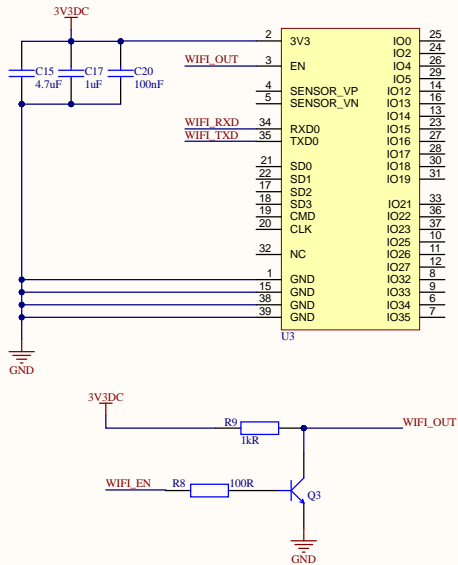 3V3DC
C15
4.7uF
C17
1uF
C20
100nF
WIFI_OUT
WIFI_RXD
WIFI_TXD
2 3V3
3 EN
4 SENSOR_VP
5 SENSOR_VN
34 RXD0
35 TXD0
21 SD0
22 SD1
17 SD2
18 SD3
19 CMD
20 CLK
32 NC
1 GND
15 GND
38 GND
39 GND
IO0 25
IO2 24
IO4 26
IO5 29
IO12 14
IO13 16
IO14 13
IO15 23
IO16 27
IO17 28
IO18 30
IO19 31
IO21 33
IO22 36
IO23 37
IO25 10
IO26 11
IO27 12
IO32 8
IO33 9
IO34 6
IO35 7
U3
GND
3V3DC
R9
1kR
WIFI_OUT
WIFI_EN
R8
100R
Q3
GND